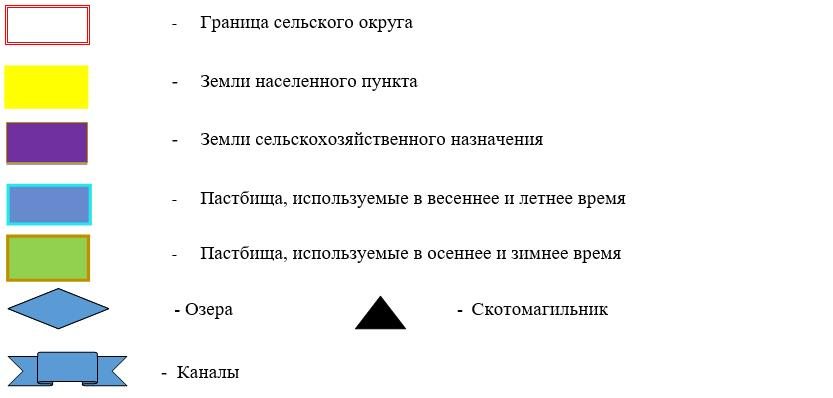 - Граница сельского округа
- Земли населенного пункта
- Земли сельскохозяйственного назначения
- Пастбища, используемые в весеннее и летнее время
- Пастбища, используемые в осеннее и зимнее время
- Озера - Скотомагильник
- Каналы